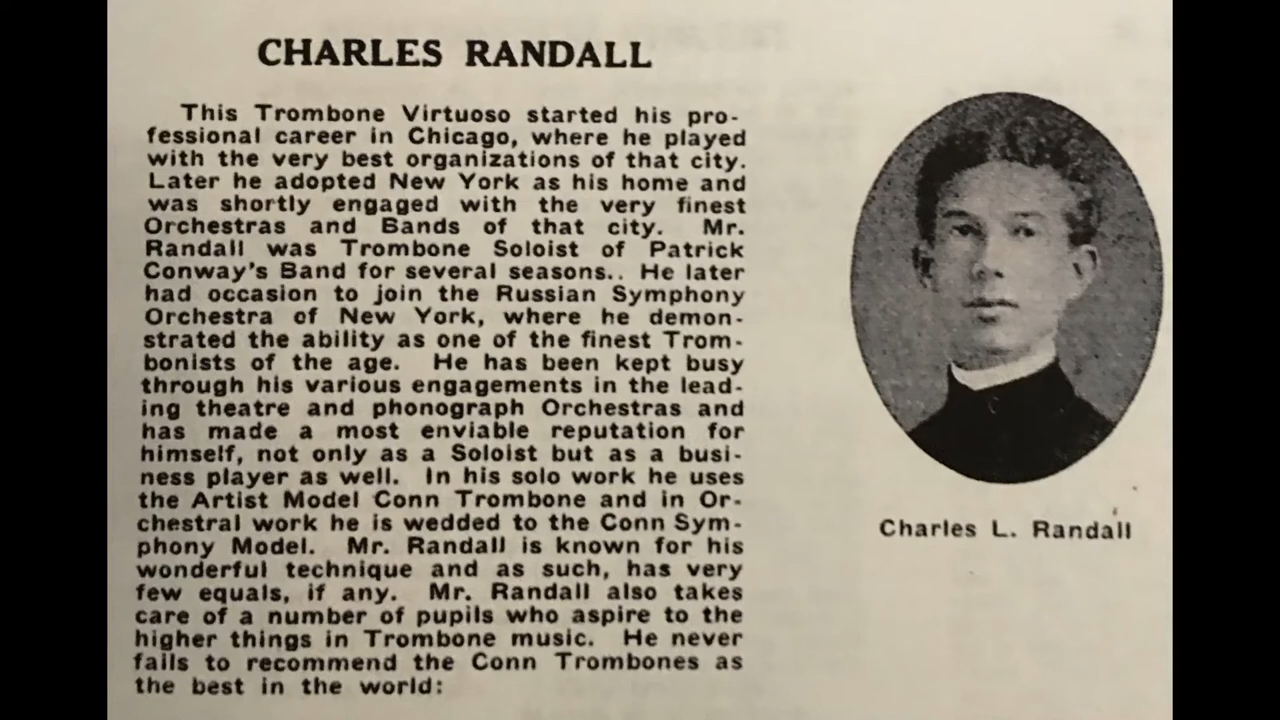 CHARLES RANDALL
This Trombone Virtuoso started his pro-
fessional career in Chicago, where he played
with the very best organizations of that city.
Later he adopted New York as his home and
was shortly engaged with the very finest
Orchestras and Bands of that city. Mr.
Randall was Trombone Soloist of Patrick
Conway's Band for several seasons.. He later
had occasion to join the Russian Symphony
Orchestra of New York, where he demon-
strated the ability as one of the finest Trom-
bonists of the age. He has been kept busy
through his various engagements in the lead-
ing theatre and phonograph Orchestras and
has made a most enviable reputation for
himself, not only as a Soloist but as a busi-
ness player as well. In his solo work he uses
the Artist Model Conn Trombone and in Or-
chestral work he is wedded to the Conn Sym-
phony Model. Mr. Randall is known for his
wonderful technique and as such, has very
few equals, if any. Mr. Randall also takes
care of a number of pupils who aspire to the
higher things in Trombone music. He never
fails to recommend the Conn Trombones as
the best in the world:
Charles L. Randall